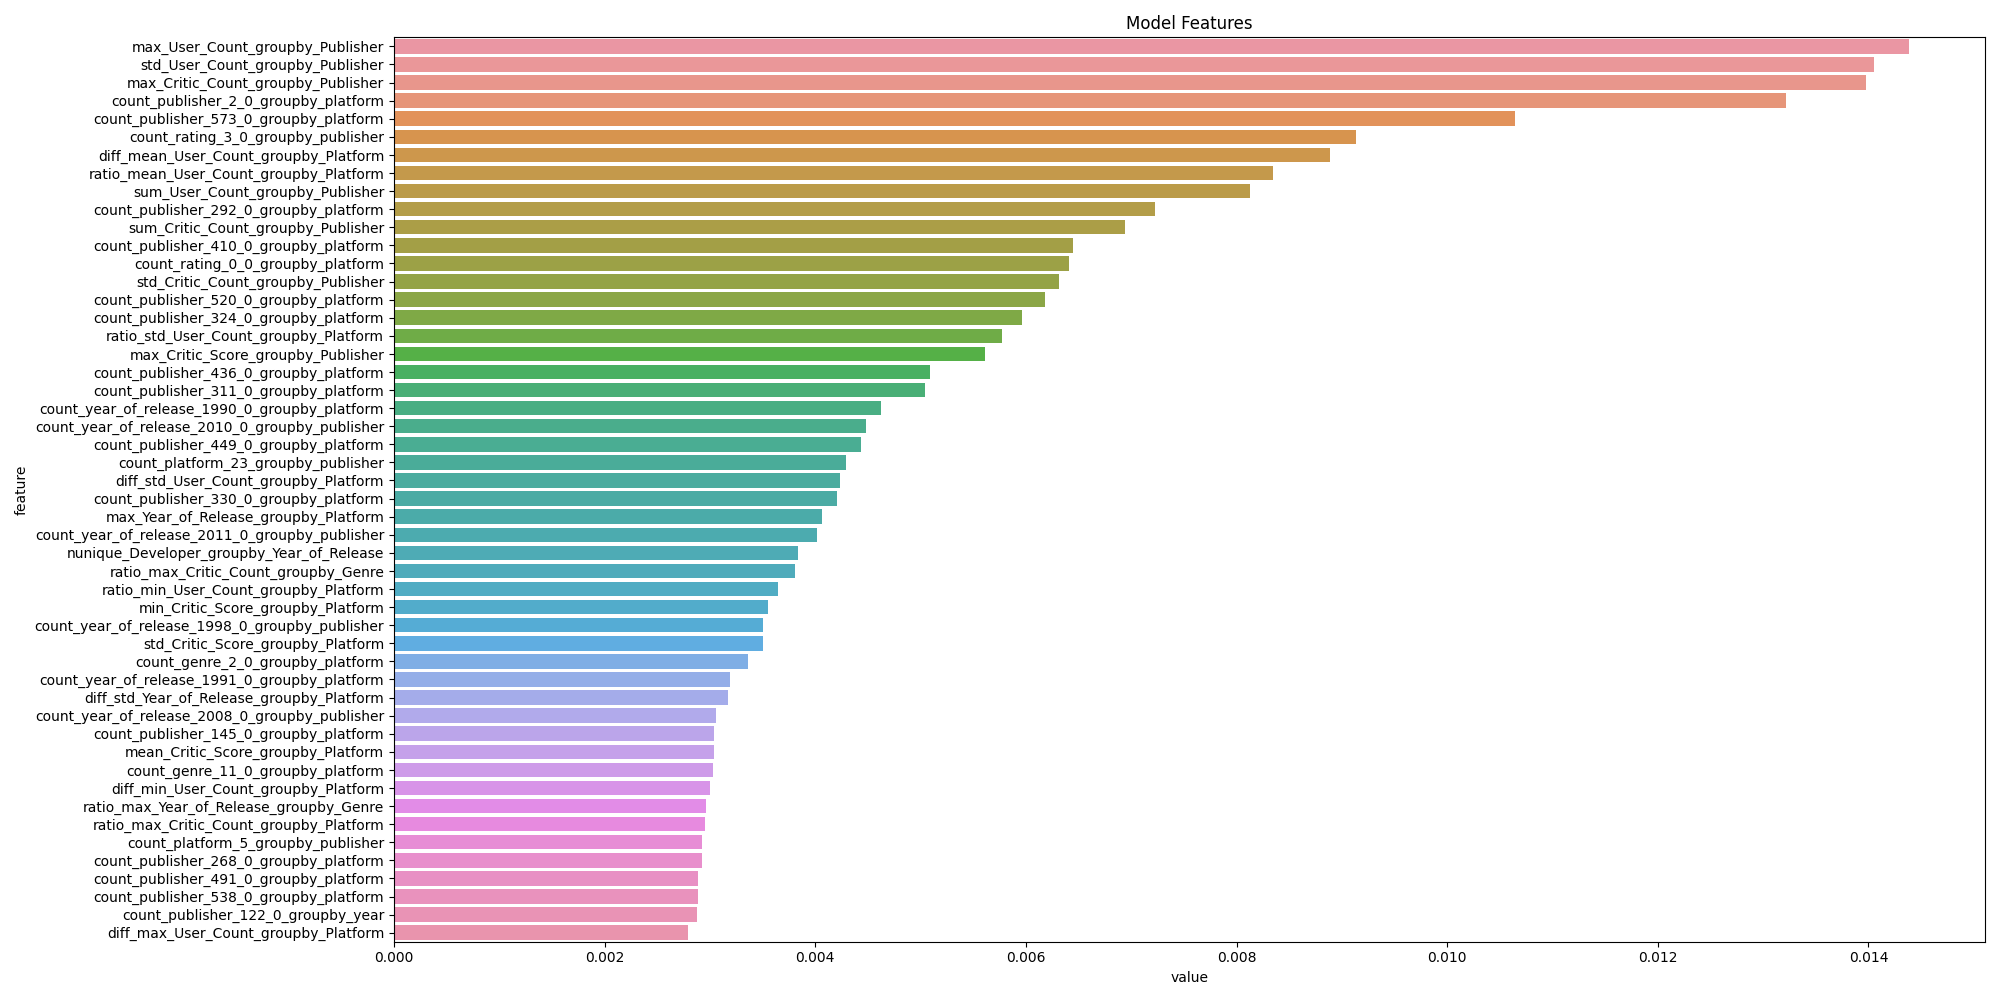 Model Features
max_User_Count_groupby_Publisher
std_User_Count_groupby_Publisher
max_Critic_Count_groupby_Publisher
count_publisher_2_0_groupby_platform
count_publisher_573_0_groupby_platform
count_rating_3_0_groupby_publisher
diff_mean_User_Count_groupby_Platform
ratio_mean_User_Count_groupby_Platform
sum_User_Count_groupby_Publisher
count_publisher_292_0_groupby_platform
sum_Critic_Count_groupby_Publisher
count_publisher_410_0_groupby_platform
count_rating_0_0_groupby_platform
std_Critic_Count_groupby_Publisher
count_publisher_520_0_groupby_platform
count_publisher_324_0_groupby_platform
ratio_std_User_Count_groupby_Platform
max_Critic_Score_groupby_Publisher
count_publisher_436_0_groupby_platform
count_publisher_311_0_groupby_platform
count_year_of_release_1990_0_groupby_platform
count_year_of_release_2010_0_groupby_publisher
count_publisher_449_0_groupby_platform
count_platform_23_groupby_publisher
diff_std_User_Count_groupby_Platform
count_publisher_330_0_groupby_platform
max_Year_of_Release_groupby_Platform
count_year_of_release_2011_0_groupby_publisher
nunique_Developer_groupby_Year_of_Release
ratio_max_Critic_Count_groupby_Genre
ratio_min_User_Count_groupby_Platform
min_Critic_Score_groupby_Platform
count_year_of_release_1998_0_groupby_publisher
std_Critic_Score_groupby_Platform
count_genre_2_0_groupby_platform
count_year_of_release_1991_0_groupby_platform
diff_std_Year_of_Release_groupby_Platform
count_year_of_release_2008_0_groupby_publisher
count_publisher_145_0_groupby_platform
mean_Critic_Score_groupby_Platform
count_genre_11_0_groupby_platform
diff_min_User_Count_groupby_Platform
ratio_max_Year_of_Release_groupby_Genre
ratio_max_Critic_Count_groupby_Platform
count_platform_5_groupby_publisher
count_publisher_268_0_groupby_platform
count_publisher_491_0_groupby_platform
count_publisher_538_0_groupby_platform
count_publisher_122_0_groupby_year
diff_max_User_Count_groupby_Platform
feature
0.000 0.002 0.004 0.006 0.008 0.010 0.012 0.014
value